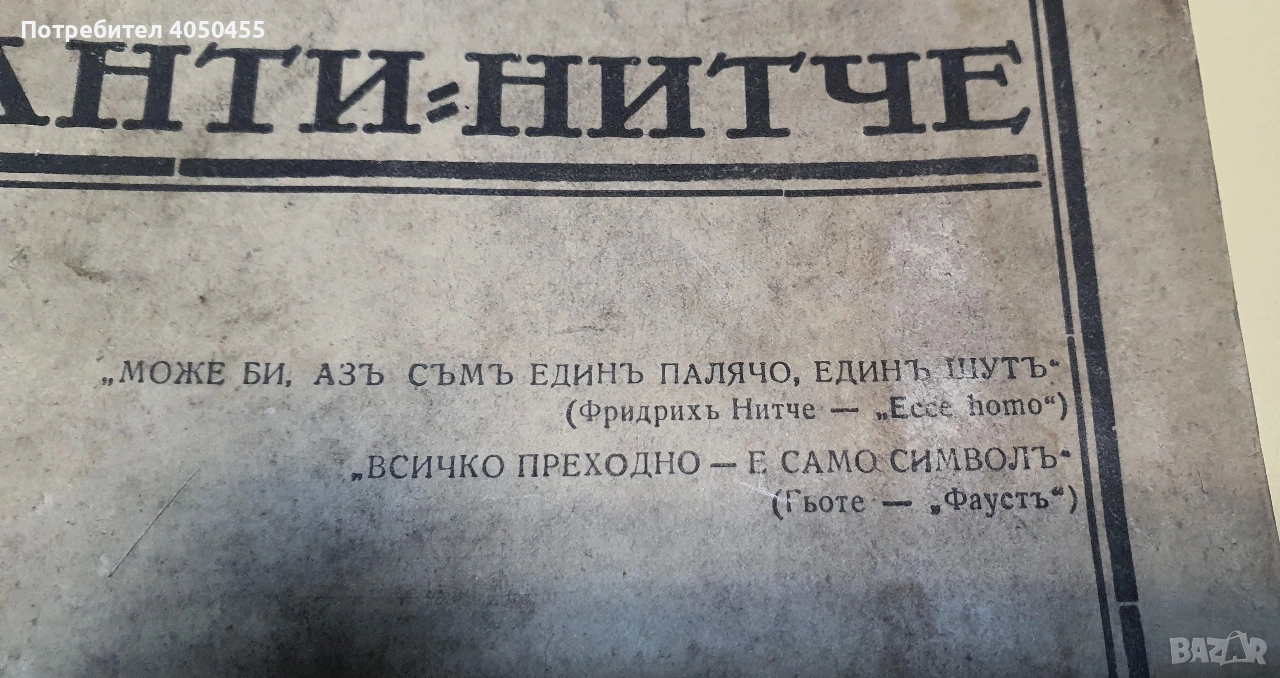 Потребител 4050455
АНТИ=НИТЧЕ
„МОЖЕ БИ, АЗЪ СЪМЪ ЕДИНЪ ПАЛЯЧО, ЕДИНЪ ШУТЪ“
(Фридрихъ Нитче — „Ecce homo“)
„ВСИЧКО ПРЕХОДНО — Е САМО СИМВОЛЪ“
(Гьоте — „Фаустъ“)
BAZAR